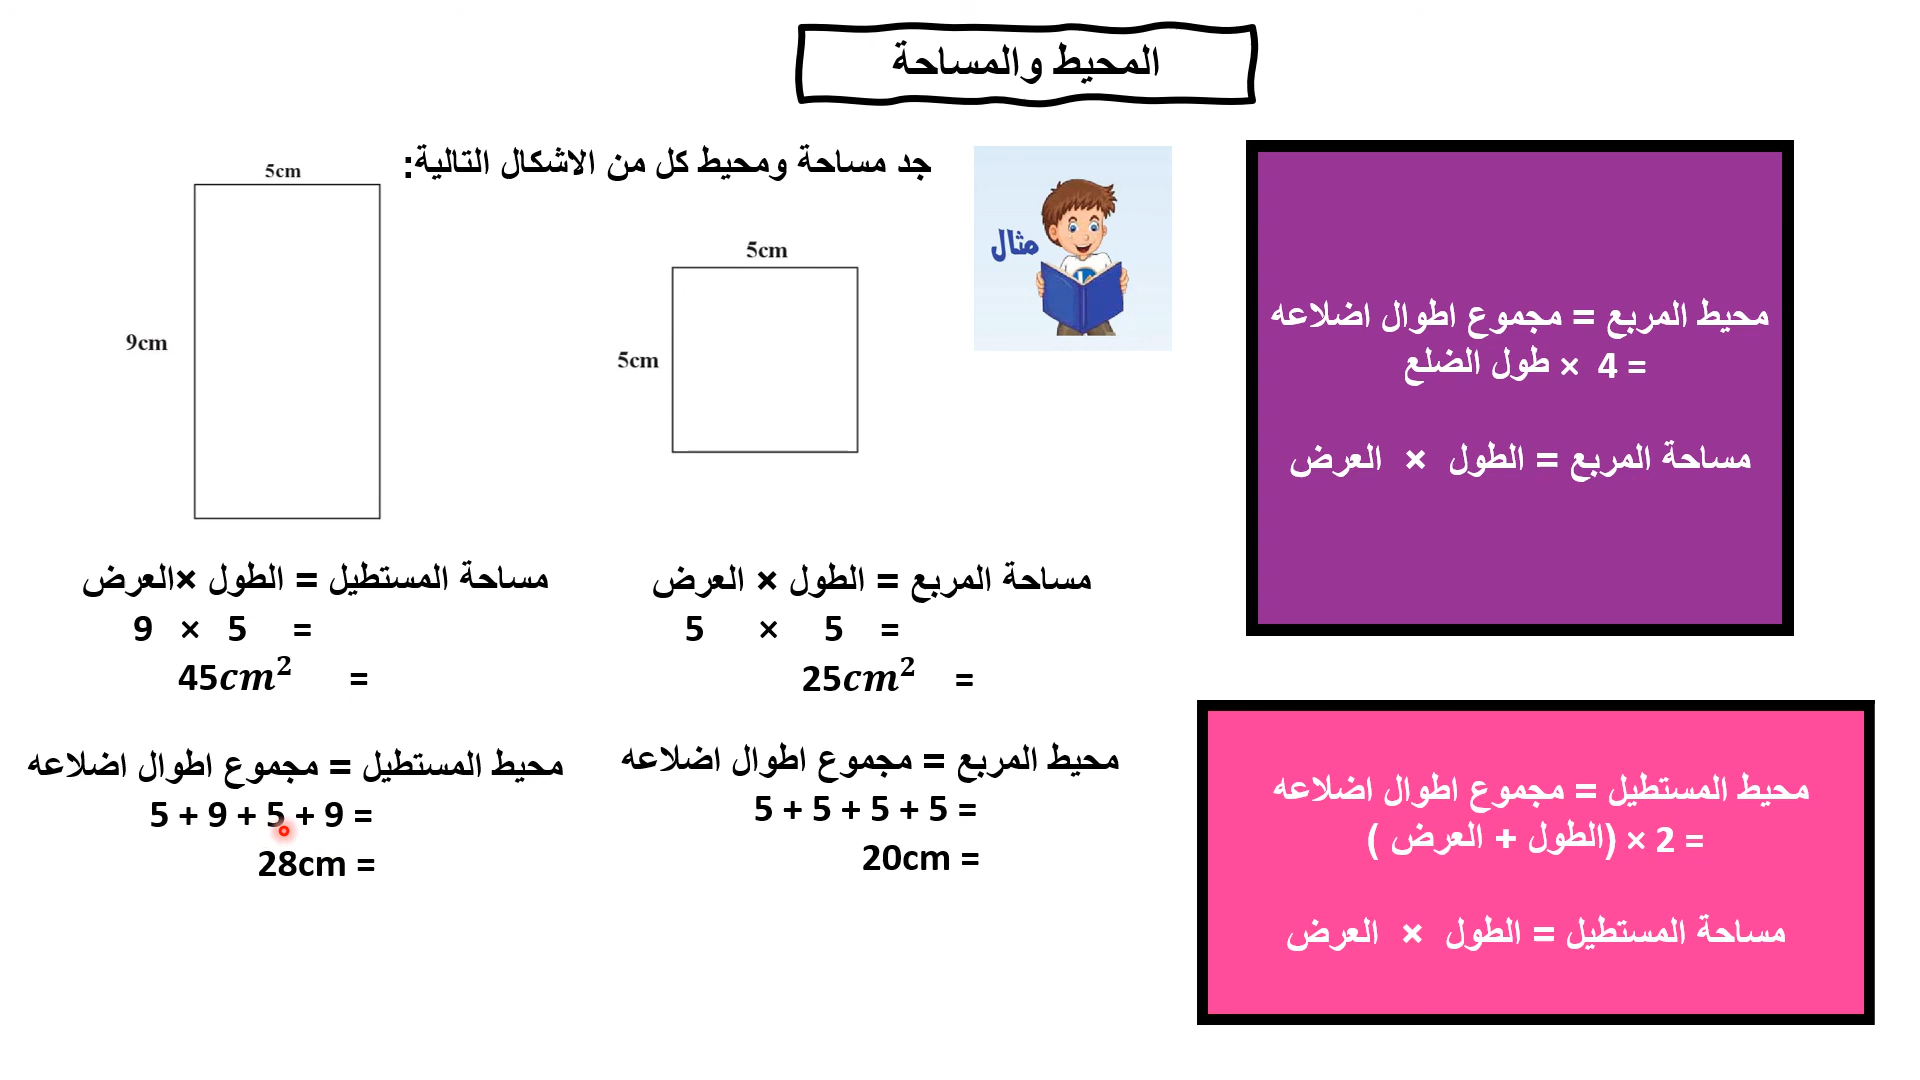 المحيط والمساحة
محيط المربع = مجموع اطوال اضلاعه
= 4 × طول الضلع
مساحة المربع = الطول × العرض
محيط المستطيل = مجموع اطوال اضلاعه
= 2 × (الطول + العرض )
مساحة المستطيل = الطول × العرض
مثال
جد مساحة ومحيط كل من الاشكال التالية:
5cm
5cm
مساحة المربع = الطول × العرض
5 × 5 =
25cm² =
محيط المربع = مجموع اطوال اضلاعه
5 + 5 + 5 + 5 =
20cm =
5cm
9cm
مساحة المستطيل = الطول ×العرض
9 × 5 =
45cm² =
محيط المستطيل = مجموع اطوال اضلاعه
5 + 9 + 5 + 9 =
28cm =